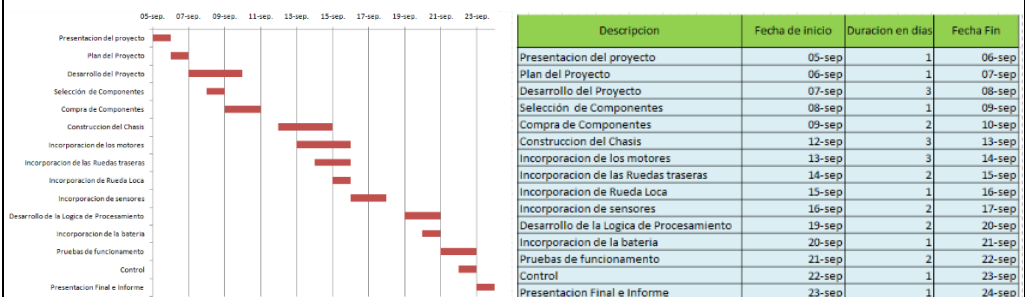 05-sep. 07-sep. 09-sep. 11-sep. 13-sep. 15-sep. 17-sep. 19-sep. 21-sep. 23-sep.
Presentacion del proyecto
Plan del Proyecto
Desarrollo del Proyecto
Selección de Componentes
Compra de Componentes
Construccion del Chasis
Incorporacion de los motores
Incorporacion de las Ruedas traseras
Incorporacion de Rueda Loca
Incorporacion de sensores
Desarrollo de la Logica de Procesamiento
Incorporacion de la bateria
Pruebas de funcionamento
Control
Presentacion Final e Informe
Descripcion Fecha de inicio Duracion en dias Fecha Fin
Presentacion del proyecto 05-sep 1 06-sep
Plan del Proyecto 06-sep 1 07-sep
Desarrollo del Proyecto 07-sep 3 08-sep
Selección de Componentes 08-sep 1 09-sep
Compra de Componentes 09-sep 2 10-sep
Construccion del Chasis 12-sep 3 13-sep
Incorporacion de los motores 13-sep 3 14-sep
Incorporacion de las Ruedas traseras 14-sep 2 15-sep
Incorporacion de Rueda Loca 15-sep 1 16-sep
Incorporacion de sensores 16-sep 2 17-sep
Desarrollo de la Logica de Procesamiento 19-sep 2 20-sep
Incorporacion de la bateria 20-sep 1 21-sep
Pruebas de funcionamento 21-sep 2 22-sep
Control 22-sep 1 23-sep
Presentacion Final e Informe 23-sep 1 24-sep